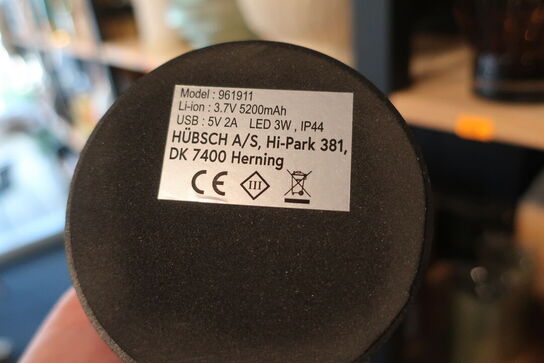 Model : 961911
Li-ion : 3.7V 5200mAh
USB : 5V 2A LED 3W , IP44
HÜBSCH A/S, Hi-Park 381,
DK 7400 Herning
CE III